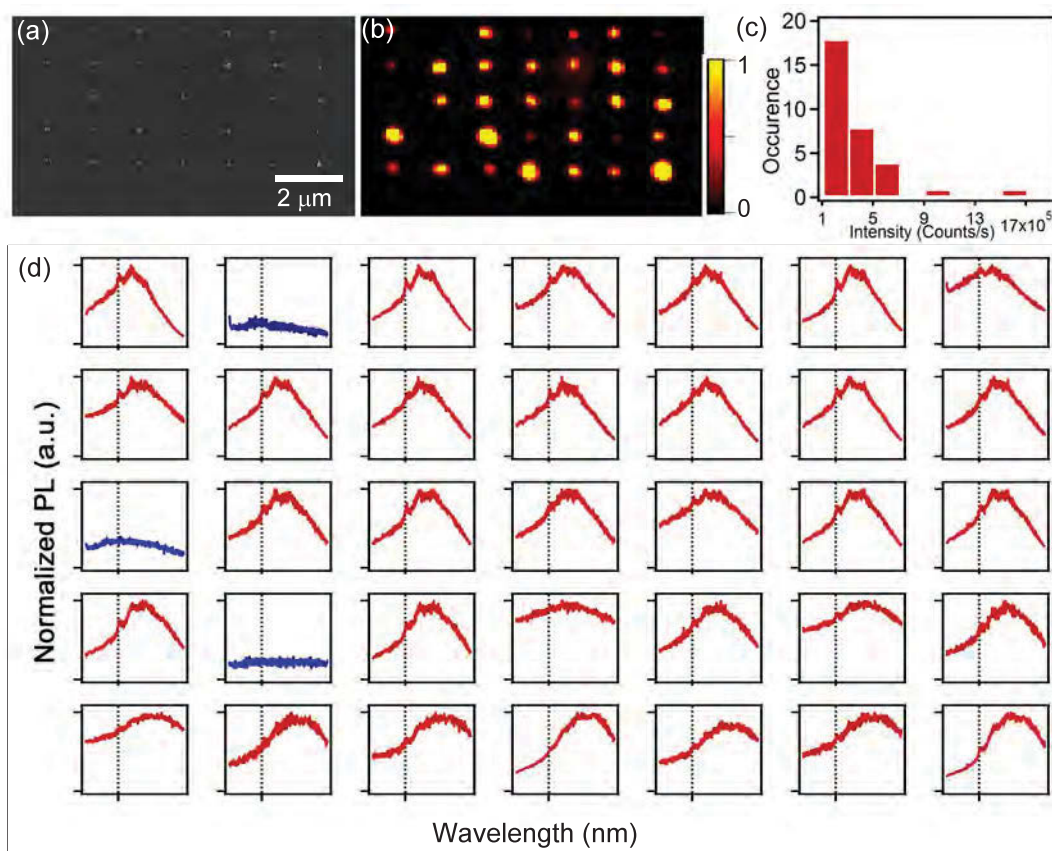 (a)
2 μm
(b)
1
0
(c)
20
15
10
5
0
Occurence
1
5
9
13
17x10⁵
Intensity (Counts/s)
(d)
Normalized PL (a.u.)
Wavelength (nm)